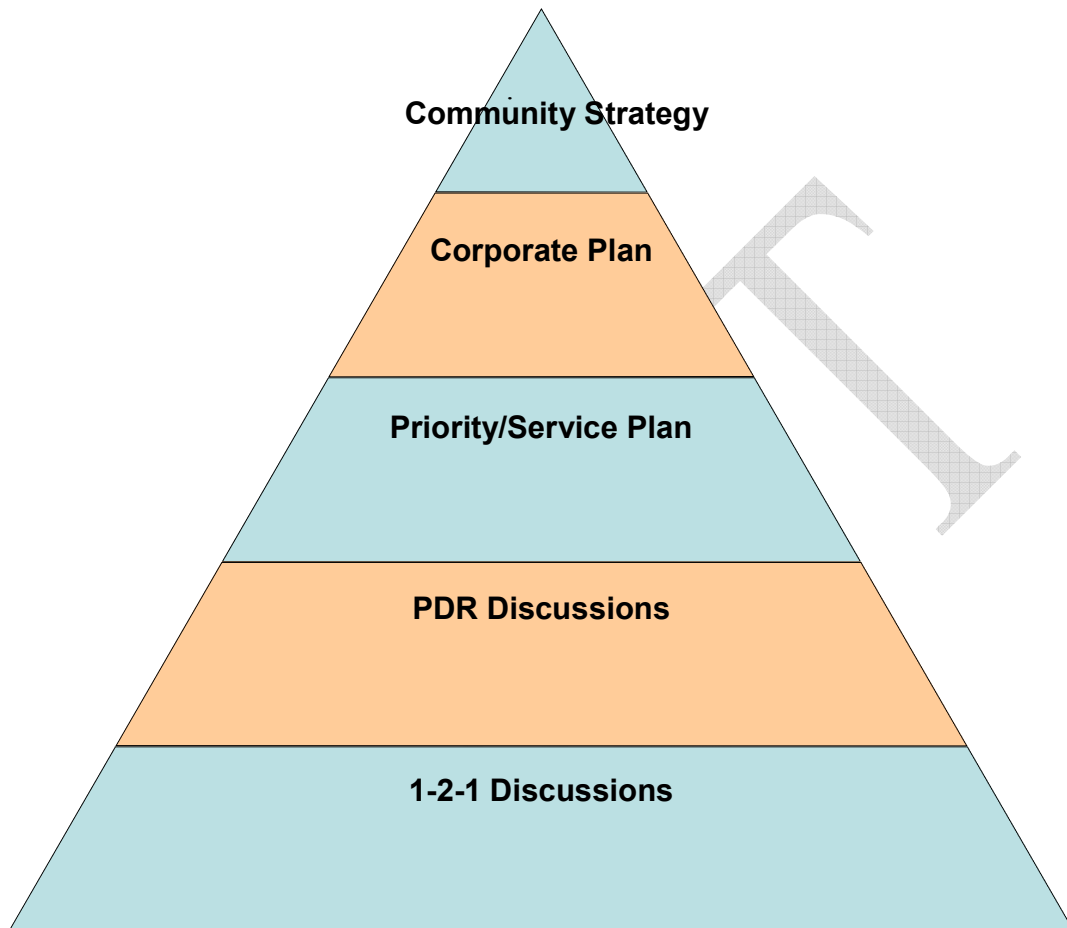 Community Strategy
Corporate Plan
Priority/Service Plan
PDR Discussions
1-2-1 Discussions
T